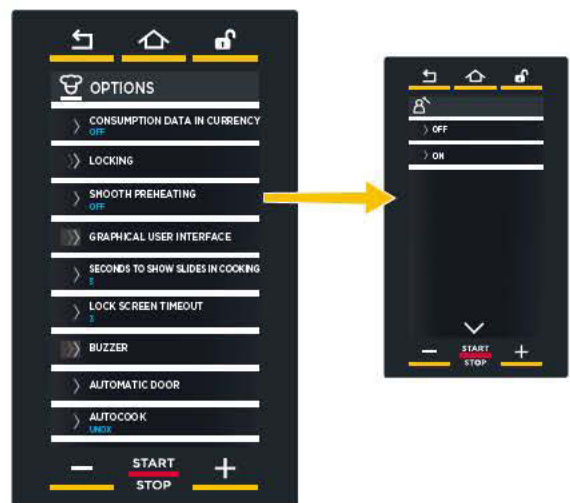 OPTIONS
CONSUMPTION DATA IN CURRENCY
OFF
LOCKING
SMOOTH PREHEATING
OFF
GRAPHICAL USER INTERFACE
SECONDS TO SHOW SLIDES IN COOKING
LOCK SCREEN TIMEOUT
3
BUZZER
AUTOMATIC DOOR
AUTOCOOK
UNOX
START
STOP
OFF
ON
START
STOP